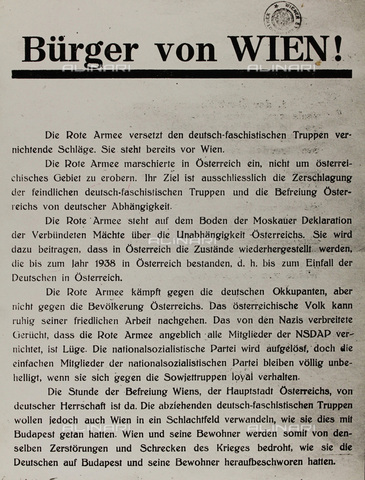 Bürger von WIEN!
Die Rote Armee versetzt den deutsch-faschistischen Truppen ver-
nichtende Schläge. Sie steht bereits vor Wien.
Die Rote Armee marschierte in Österreich ein, nicht um österrei-
chisches Gebiet zu erobern. Ihr Ziel ist ausschliesslich die Zerschlagung
der feindlichen deutsch-faschistischen Truppen und die Befreiung Öster-
reichs von deutscher Abhängigkeit.
Die Rote Armee steht auf dem Boden der Moskauer Deklaration
der Verbündeten Mächte über die Unabhängigkeit Österreichs. Sie wird
dazu beitragen, dass in Österreich die Zustände wiederhergestellt werden,
die bis zum Jahr 1938 in Österreich bestanden, d. h. bis zum Einfall der
Deutschen in Österreich.
Die Rote Armee kämpft gegen die deutschen Okkupanten, aber
nicht gegen die Bevölkerung Österreichs. Das österreichische Volk kann
ruhig seiner friedlichen Arbeit nachgehen. Das von den Nazis verbreitete
Gerücht, dass die Rote Armee angeblich alle Mitglieder der NSDAP ver-
nichtet, ist Lüge. Die nationalsozialistische Partei wird aufgelöst, doch die
einfachen Mitglieder der nationalsozialistischen Partei bleiben völlig unbe-
helligt, wenn sie sich gegen die Sowjettruppen loyal verhalten.
Die Stunde der Befreiung Wiens, der Hauptstadt Österreichs, von
deutscher Herrschaft ist da. Die abziehenden deutsch-faschistischen Truppen
wollen jedoch auch Wien in ein Schlachtfeld verwandeln, wie sie dies mit
Budapest getan hatten. Wien und seine Bewohner werden somit von den-
selben Zerstörungen und Schrecken des Krieges bedroht, wie sie die
Deutschen auf Budapest und seine Bewohner heraufbeschworen hatten.
ALINARI
ALINARI
ALINARI
ALINARI
ALINARI
ALINARI